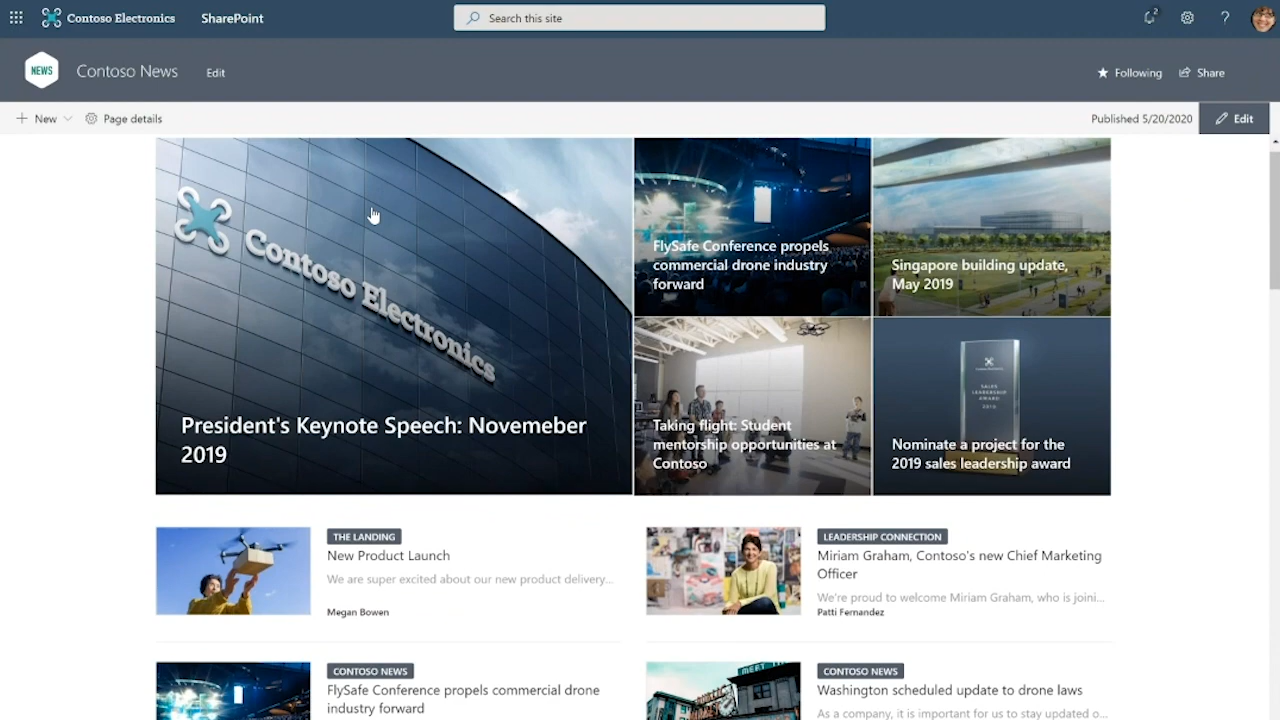 Contoso Electronics SharePoint Search this site 2 ?
NEWS Contoso News Edit Following Share
New Page details Published 5/20/2020 Edit
Contoso Electronics
President's Keynote Speech: Novemeber
2019
FlySafe Conference propels
commercial drone industry
forward
Singapore building update,
May 2019
Taking flight: Student
mentorship opportunities at
Contoso
SALES
LEADERSHIP
AWARD
2019
Nominate a project for the
2019 sales leadership award
THE LANDING
New Product Launch
We are super excited about our new product delivery...
Megan Bowen
LEADERSHIP CONNECTION
Miriam Graham, Contoso's new Chief Marketing
Officer
We're proud to welcome Miriam Graham, who is joini...
Patti Fernandez
CONTOSO NEWS
FlySafe Conference propels commercial drone
industry forward
CONTOSO NEWS
Washington scheduled update to drone laws
As a company, it is important for us to stay updated o...